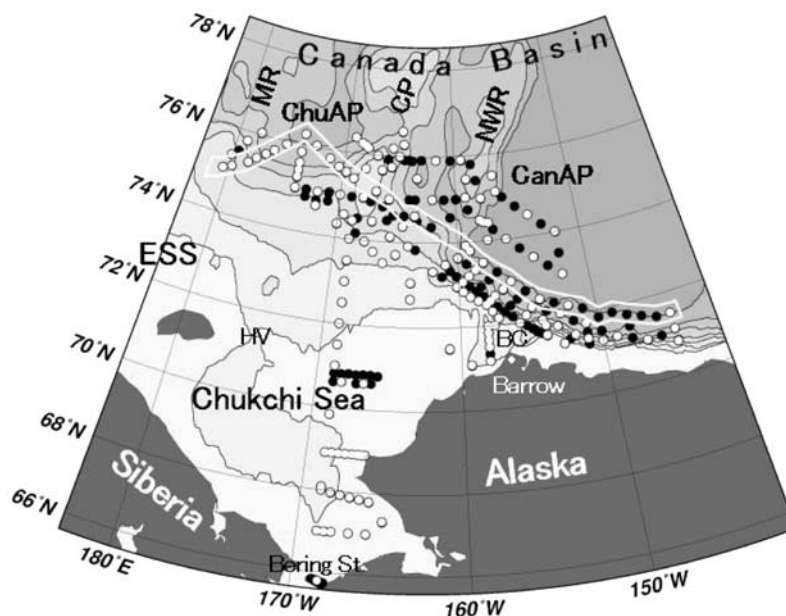 78˚N
Canada Basin
MR
CP
NWR
76˚N
ChuAP
CanAP
74˚N
ESS
72˚N
HV
BC
70˚N
Barrow
Chukchi Sea
68˚N
Siberia
Alaska
66˚N
Bering St.
180˚E
170˚W
160˚W
150˚W